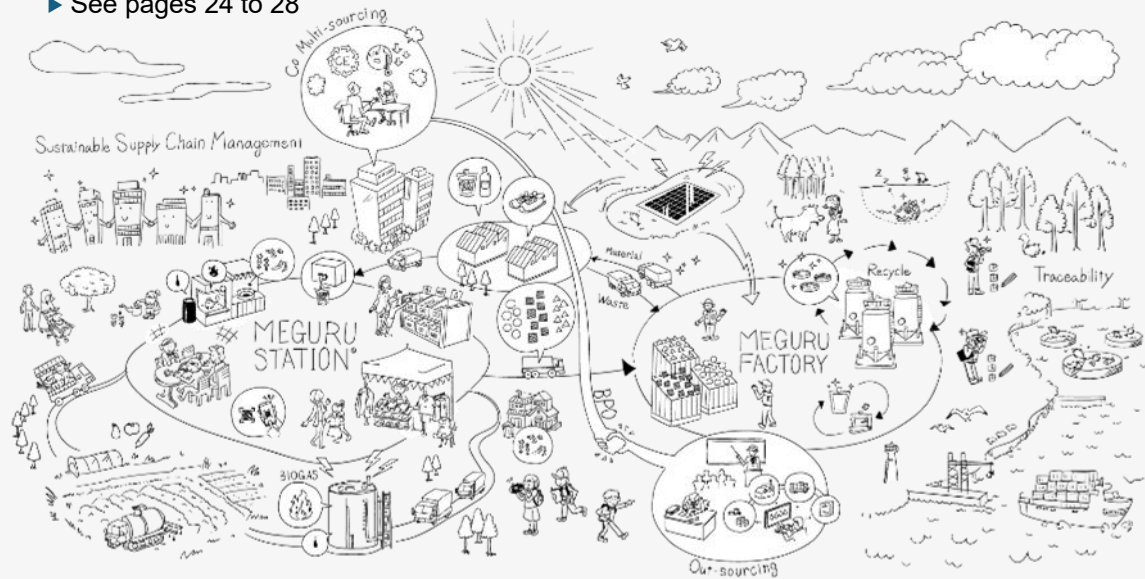 ▶ See pages 24 to 28
Co Multi-sourcing
CE
Sustainable Supply Chain Management
Z z z
Material
Waste
Recycle
Traceability
MEGURU
STATION®
MEGURU
FACTORY
BPO
BIOGAS
Out-sourcing